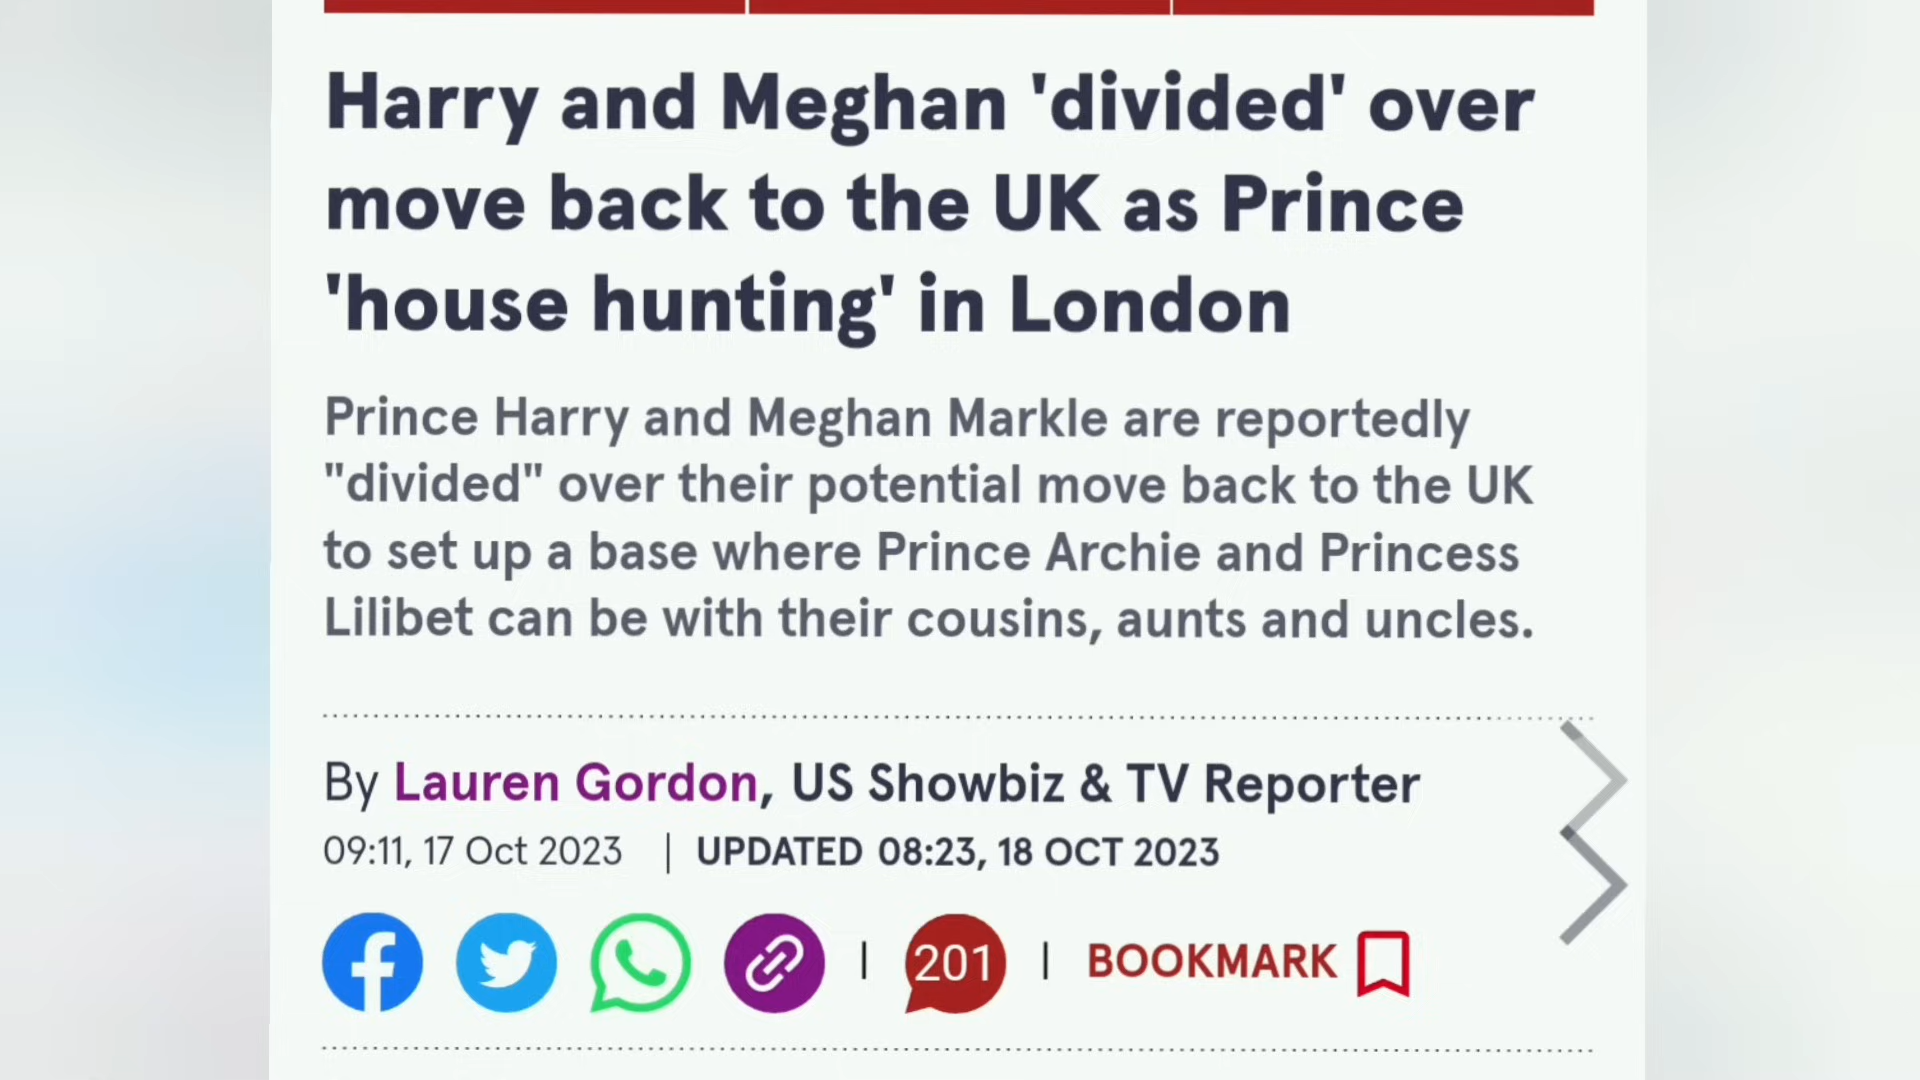 Harry and Meghan 'divided' over
move back to the UK as Prince
'house hunting' in London
Prince Harry and Meghan Markle are reportedly
"divided" over their potential move back to the UK
to set up a base where Prince Archie and Princess
Lilibet can be with their cousins, aunts and uncles.
By Lauren Gordon, US Showbiz & TV Reporter
09:11, 17 Oct 2023 | UPDATED 08:23, 18 OCT 2023
201 | BOOKMARK